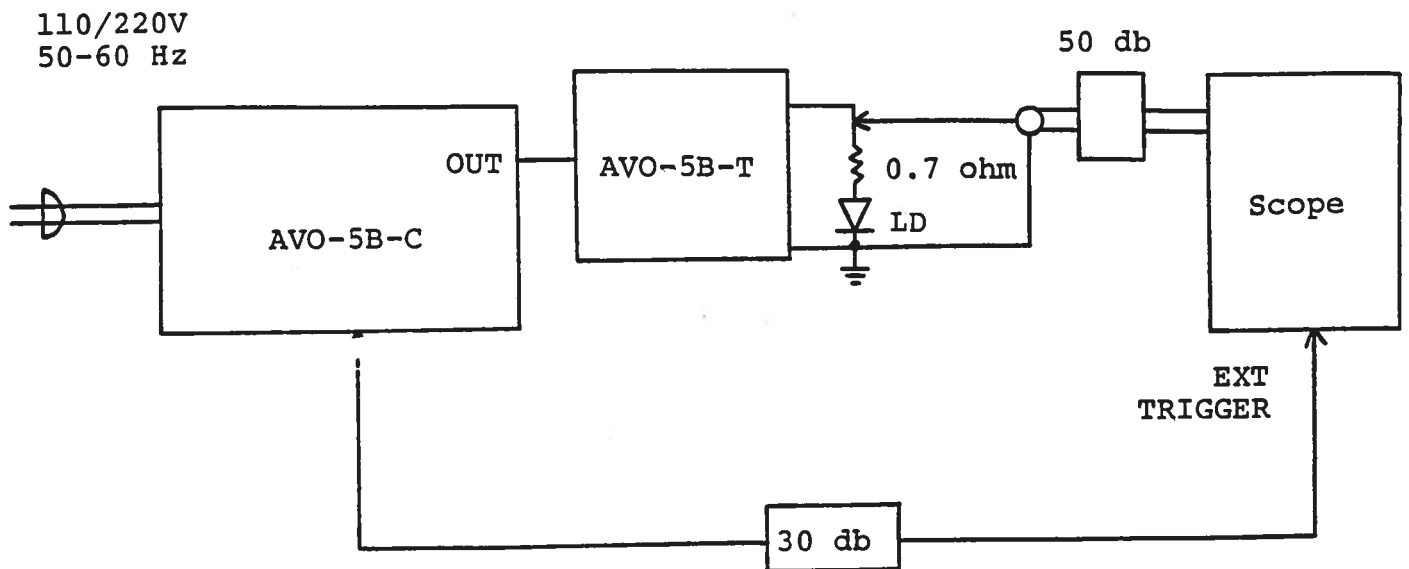 110/220V
50-60 Hz
50 db
OUT
AVO-5B-T
0.7 ohm
Scope
AVO-5B-C
LD
EXT
TRIGGER
30 db